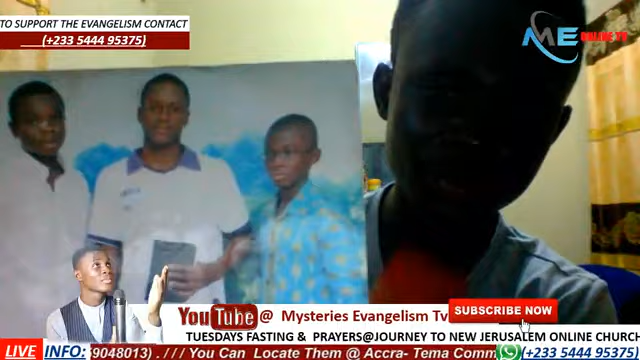 TO SUPPORT THE EVANGELISM CONTACT
(+233 5444 95375)
ME
ONLINE TV
YouTube@ Mysteries Evangelism Tv
SUBSCRIBE NOW
TUESDAYS FASTING & PRAYERS@JOURNEY TO NEW JERUSALEM ONLINE CHURCH
LIVE INFO: 9048013) . /// You Can Locate Them @ Accra- Tema Comm (+233 5444 95375)